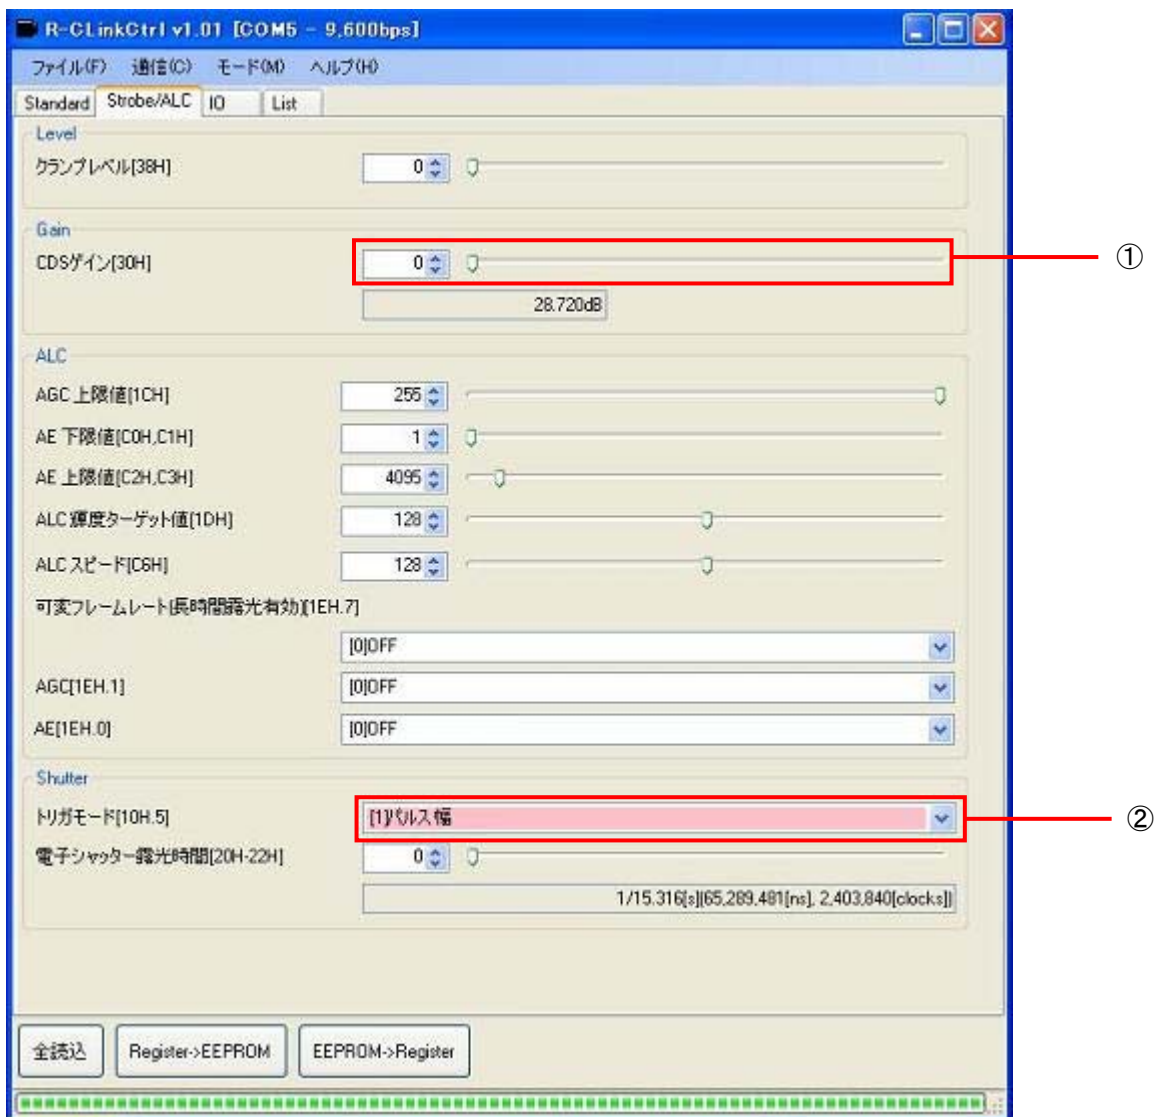 R-CLinkCtrl v1.01 [COM5 - 9,600bps]
ファイル(F) 通信(C) モード(M) ヘルプ(H)
Standard Strobe/ALC IO List
Level
クランプレベル[38H] 0
Gain
CDSゲイン[30H] 0 ①
28.720dB
ALC
AGC 上限値[1CH] 255
AE 下限値[C0H,C1H] 1
AE 上限値[C2H,C3H] 4095
ALC 輝度ターゲット値[1DH] 128
ALC スピード[C6H] 128
可変フレームレート(長時間露光有効)[1EH.7]
[0]OFF
AGC[1EH.1] [0]OFF
AE[1EH.0] [0]OFF
Shutter
トリガモード[10H.5] [1]パルス幅 ②
電子シャッター露光時間[20H-22H] 0
1/15.316[s](65,289,481[ns], 2,403,840[clocks])
全読込 Register->EEPROM EEPROM->Register